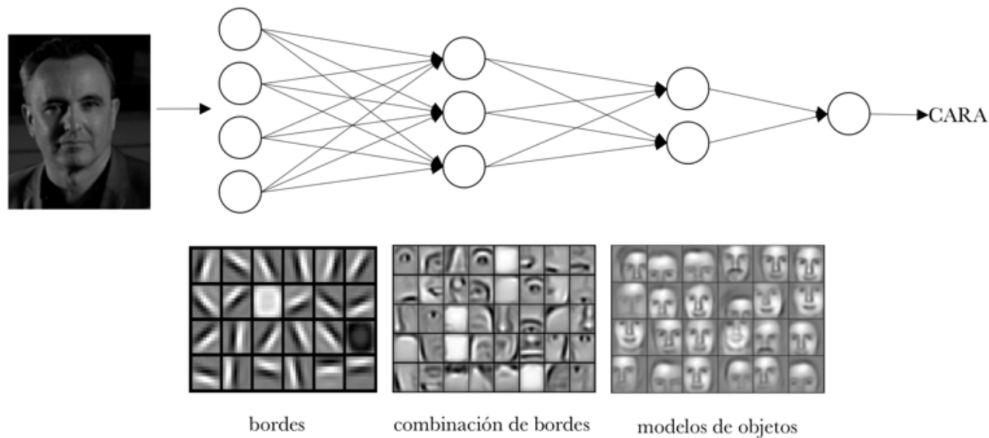 CARA
bordes
combinación de bordes
modelos de objetos